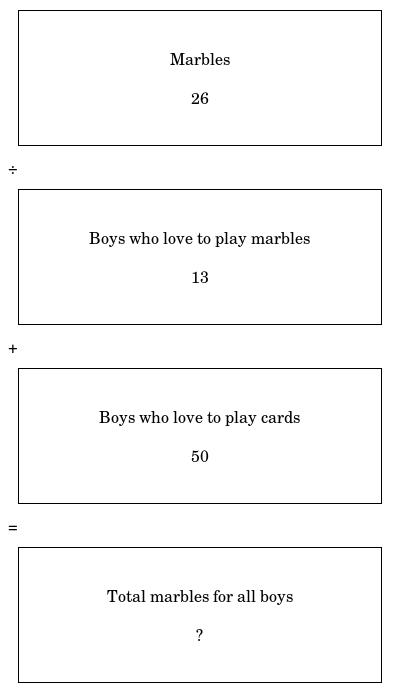 Marbles
26
÷
Boys who love to play marbles
13
+
Boys who love to play cards
50
=
Total marbles for all boys
?